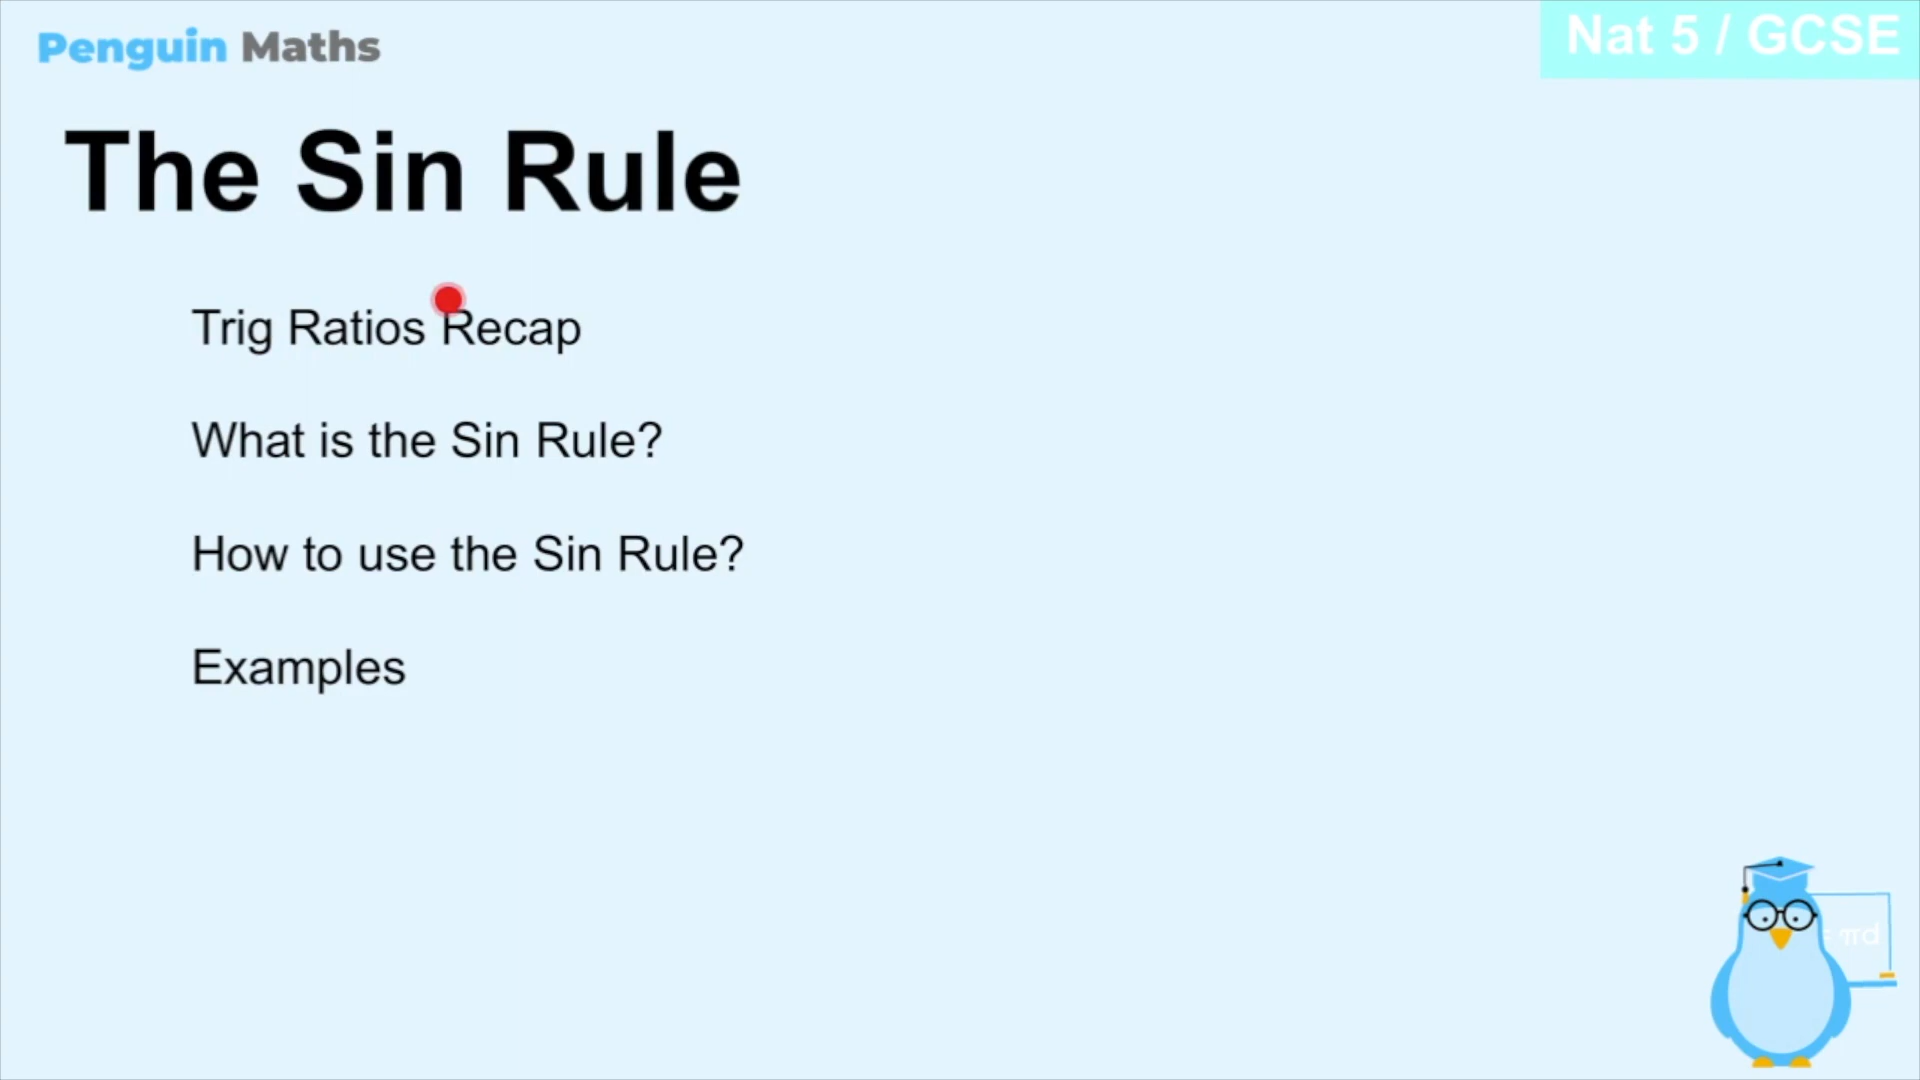 Penguin Maths
Nat 5 / GCSE
The Sin Rule
Trig Ratios Recap
What is the Sin Rule?
How to use the Sin Rule?
Examples
= πd